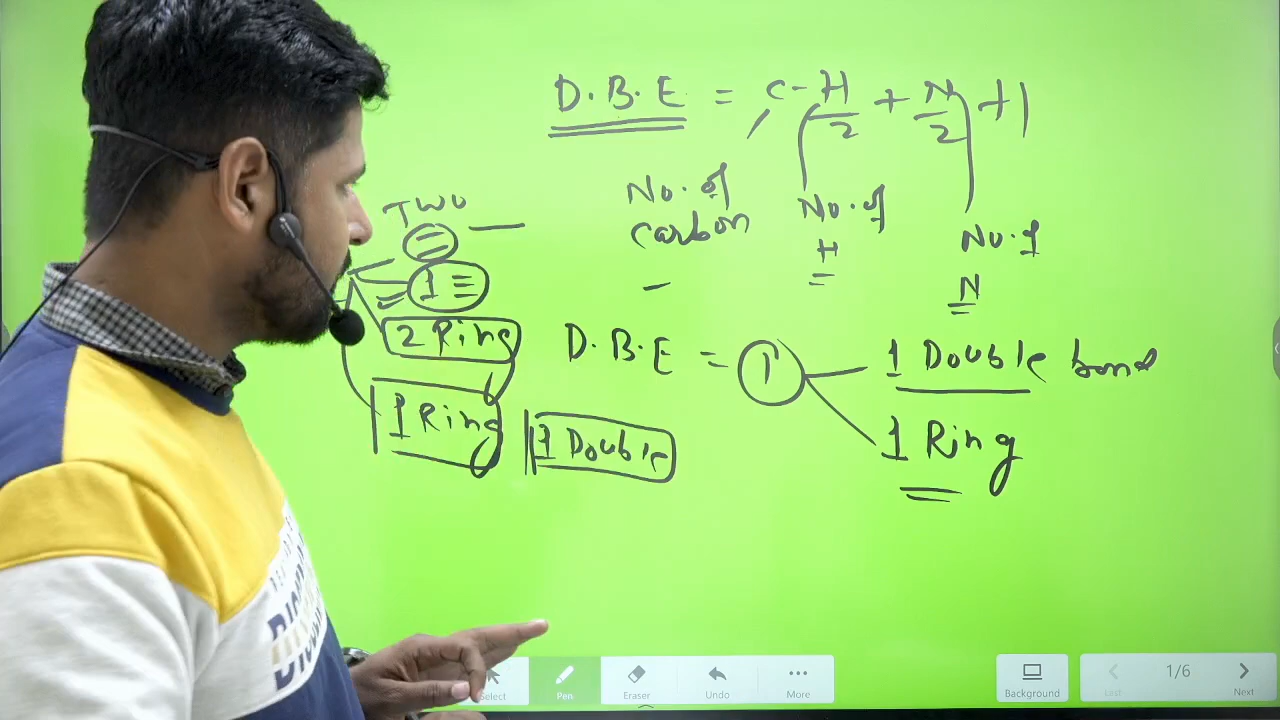 D.B.E = C - H/2 + N/2 + 1
No. of carbon
No. of H
No. of N
TWO =
1 ≡
2 Ring
1 Ring
1 Double
D.B.E = 1
1 Double bond
1 Ring
Select
Pen
Eraser
Undo
More
Background
Last
1/6
Next